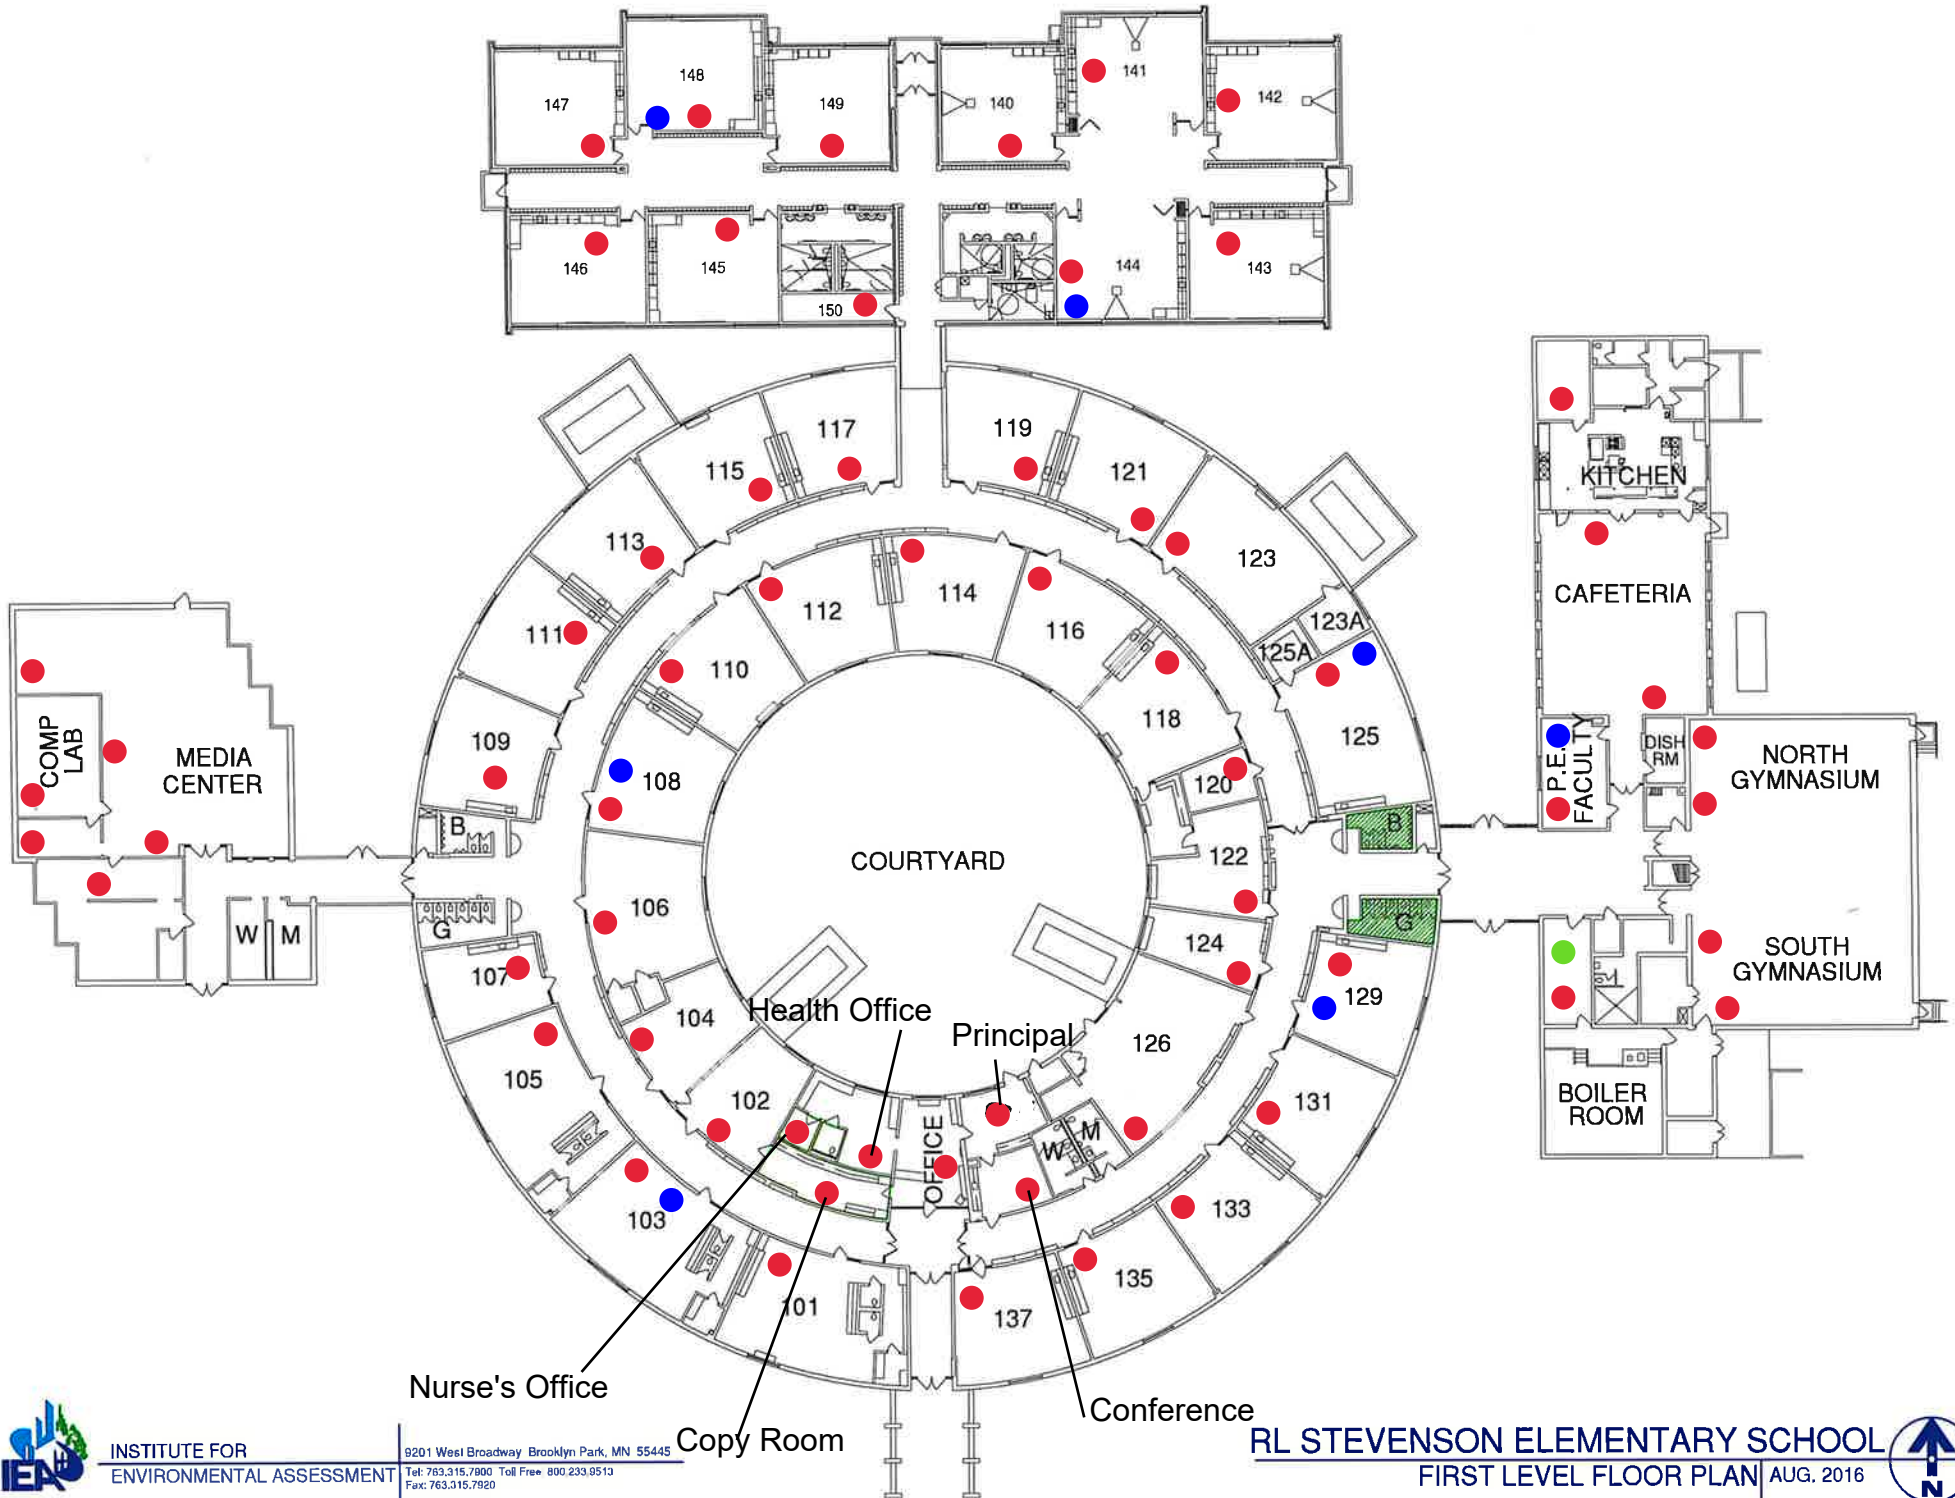 148
147
149
140
141
142
146
145
150
144
143
117
119
115
121
113
123
KITCHEN
CAFETERIA
111
112
114
116
123A
125A
110
118
109
108
120
125
COMP
LAB
MEDIA
CENTER
P.E.
FACULTY
DISH
RM
NORTH
GYMNASIUM
B
B
COURTYARD
122
106
G
G
W
M
124
SOUTH
GYMNASIUM
107
129
104
Health Office
Principal
126
105
102
OFFICE
W
M
131
BOILER
ROOM
103
133
101
137
135
Nurse's Office
Copy Room
Conference
IEA
INSTITUTE FOR
ENVIRONMENTAL ASSESSMENT
9201 West Broadway Brooklyn Park, MN 55445
Tel: 763.315.7900 Toll Free 800.233.9513
Fax: 763.315.7920
RL STEVENSON ELEMENTARY SCHOOL
FIRST LEVEL FLOOR PLAN
AUG. 2016
N